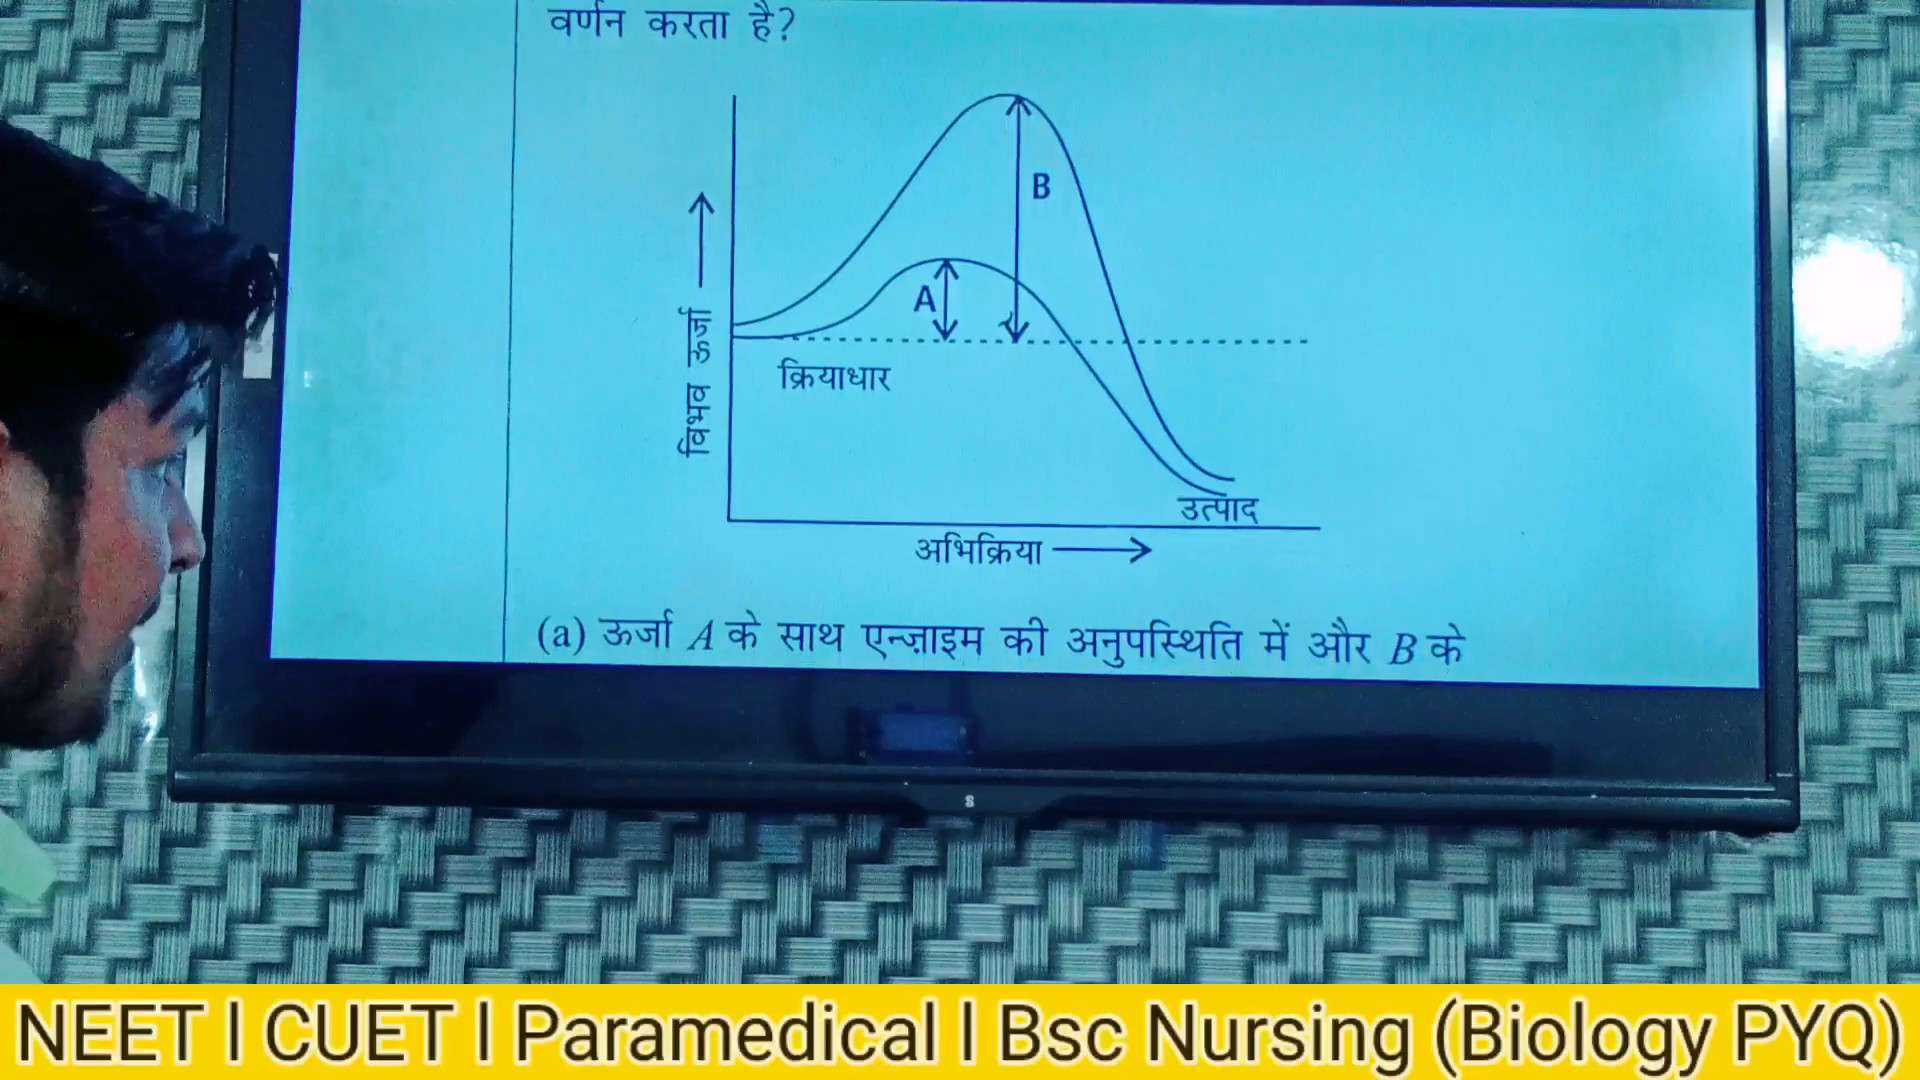 वर्णन करता है?
B
A
विभव ऊर्जा
क्रियाधार
उत्पाद
अभिक्रिया
(a) ऊर्जा A के साथ एन्ज़ाइम की अनुपस्थिति में और B के
s
NEET l CUET l Paramedical l Bsc Nursing (Biology PYQ)